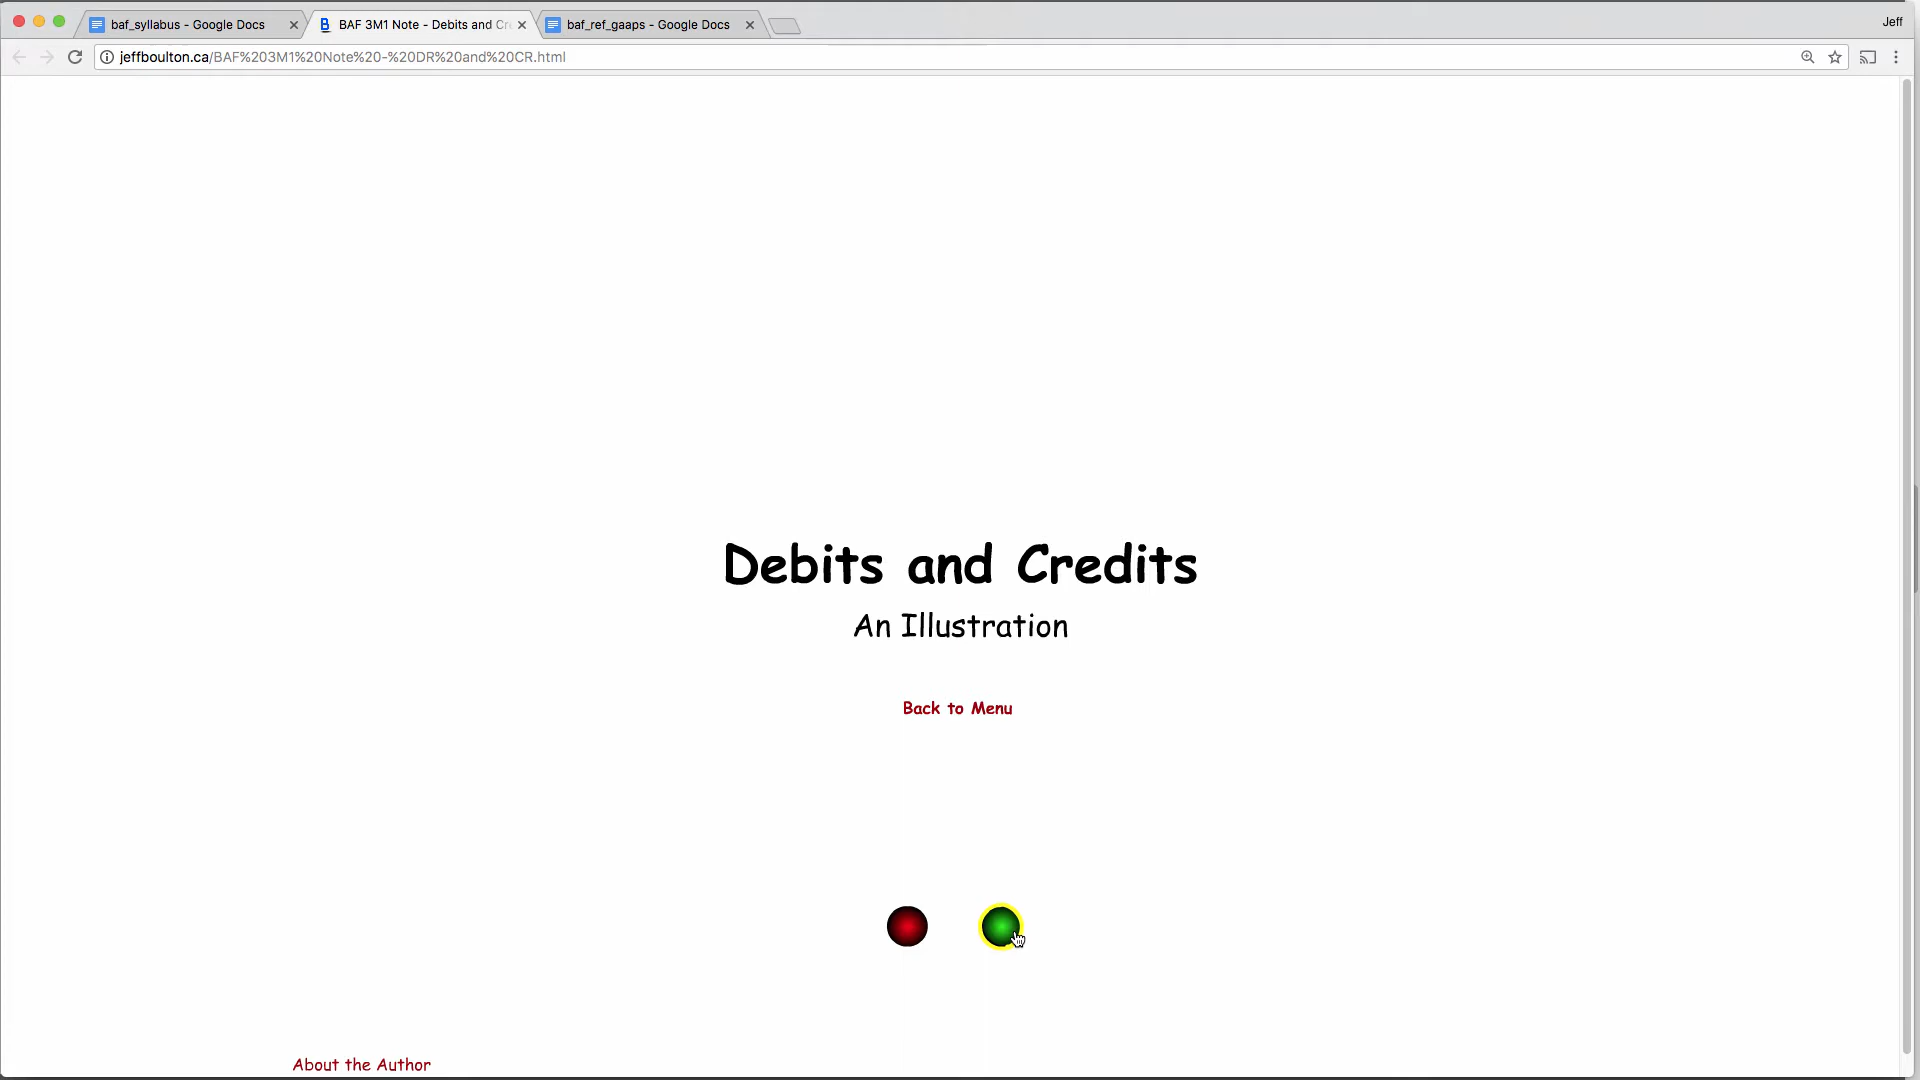 baf_syllabus - Google Docs
BAF 3M1 Note - Debits and Cre
baf_ref_gaaps - Google Docs
Jeff
jeffboulton.ca/BAF%203M1%20Note%20-%20DR%20and%20CR.html
Debits and Credits
An Illustration
Back to Menu
About the Author